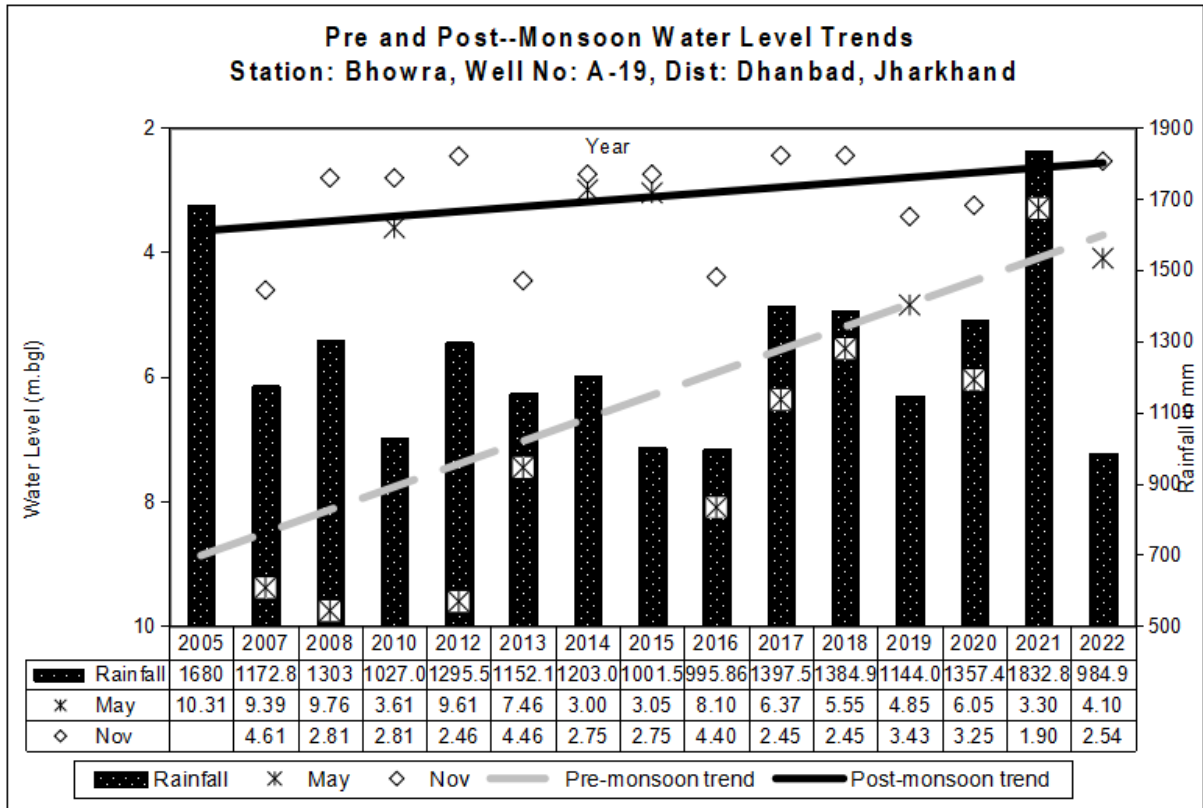 Pre and Post--Monsoon Water Level Trends
Station: Bhowra, Well No: A-19, Dist: Dhanbad, Jharkhand
Year
Water Level (m.bgl)
2
4
6
8
10
1900
1700
1500
1300
1100
900
700
500
Rainfall in mm
2005 2007 2008 2010 2012 2013 2014 2015 2016 2017 2018 2019 2020 2021 2022
Rainfall 1680 1172.8 1303 1027.0 1295.5 1152.1 1203.0 1001.5 995.86 1397.5 1384.9 1144.0 1357.4 1832.8 984.9
May 10.31 9.39 9.76 3.61 9.61 7.46 3.00 3.05 8.10 6.37 5.55 4.85 6.05 3.30 4.10
Nov 4.61 2.81 2.81 2.46 4.46 2.75 2.75 4.40 2.45 2.45 3.43 3.25 1.90 2.54
Rainfall May Nov Pre-monsoon trend Post-monsoon trend